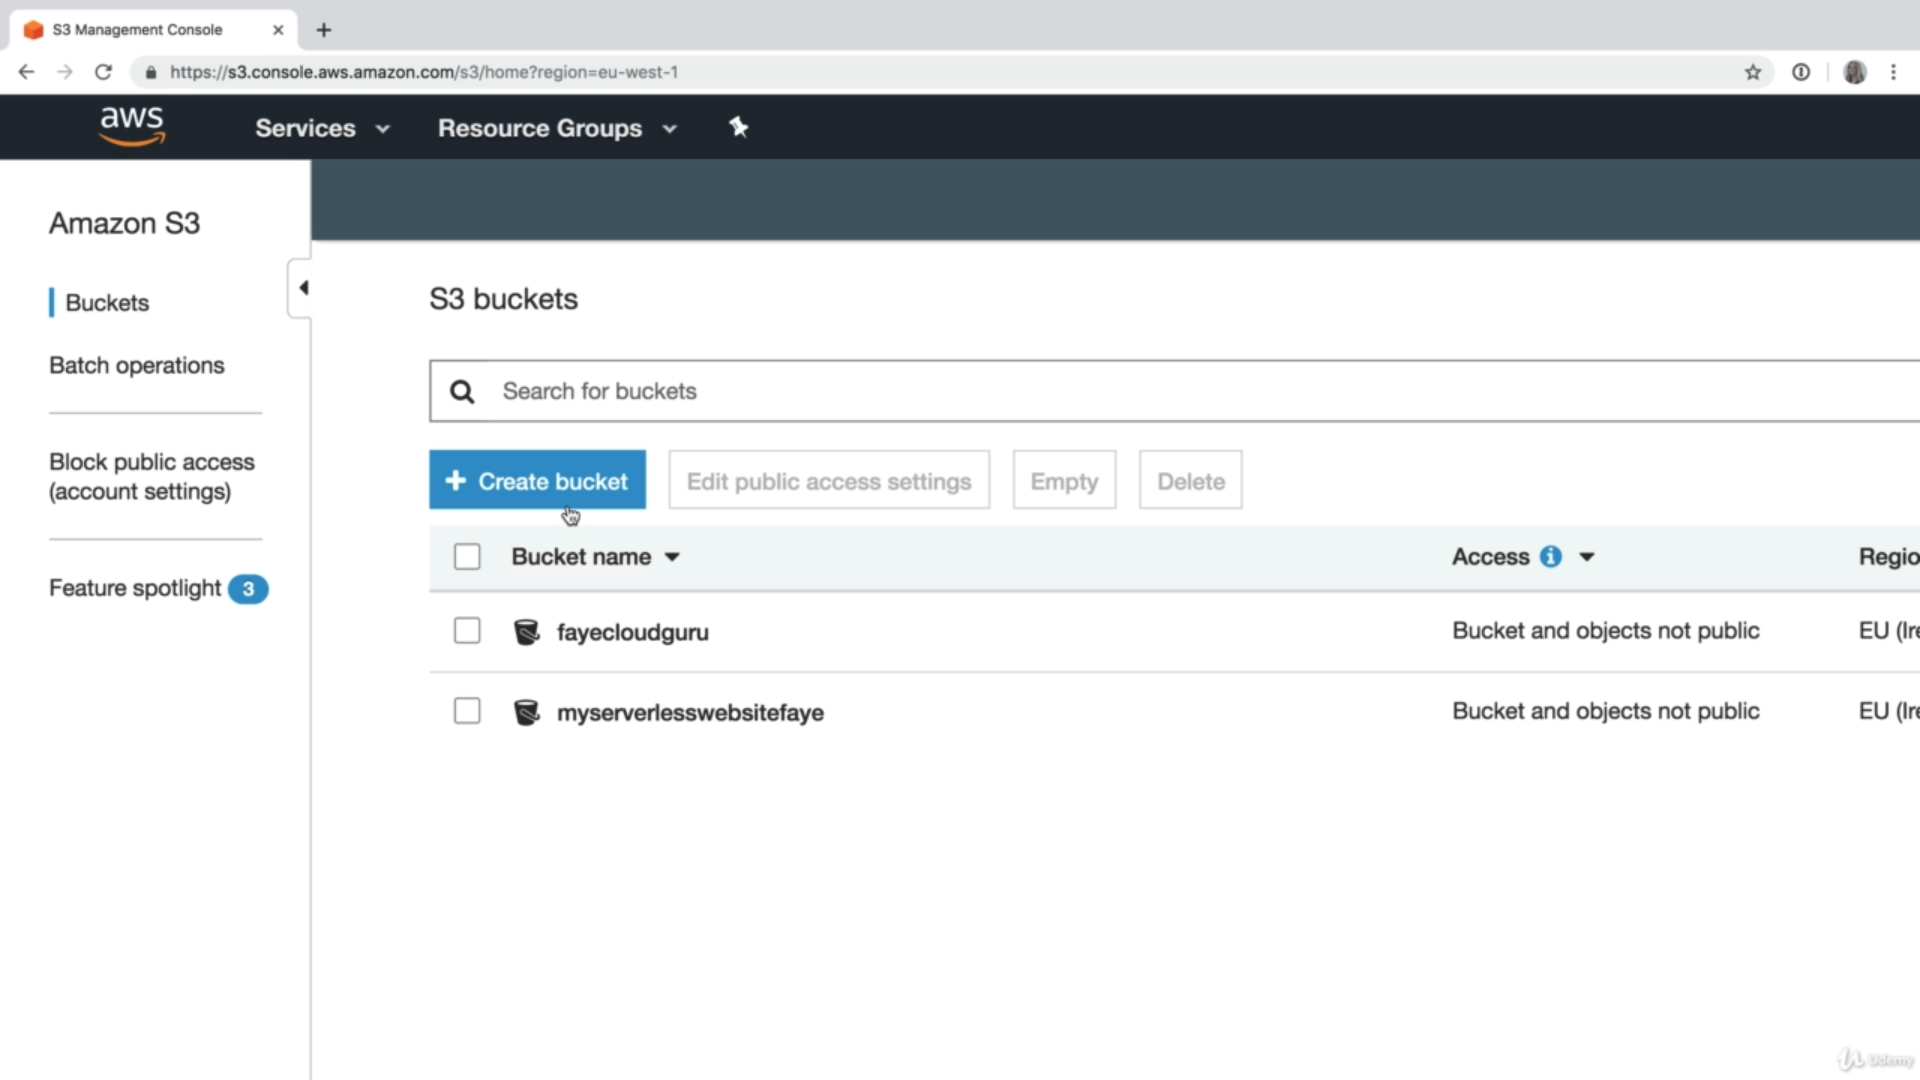 S3 Management Console
https://s3.console.aws.amazon.com/s3/home?region=eu-west-1
aws
Services
Resource Groups
Amazon S3
Buckets
Batch operations
Block public access
(account settings)
Feature spotlight 3
S3 buckets
Search for buckets
+ Create bucket
Edit public access settings
Empty
Delete
Bucket name
Access
Regio
fayecloudguru
Bucket and objects not public
EU (Ire
myserverlesswebsitefaye
Bucket and objects not public
EU (Ire
Udemy